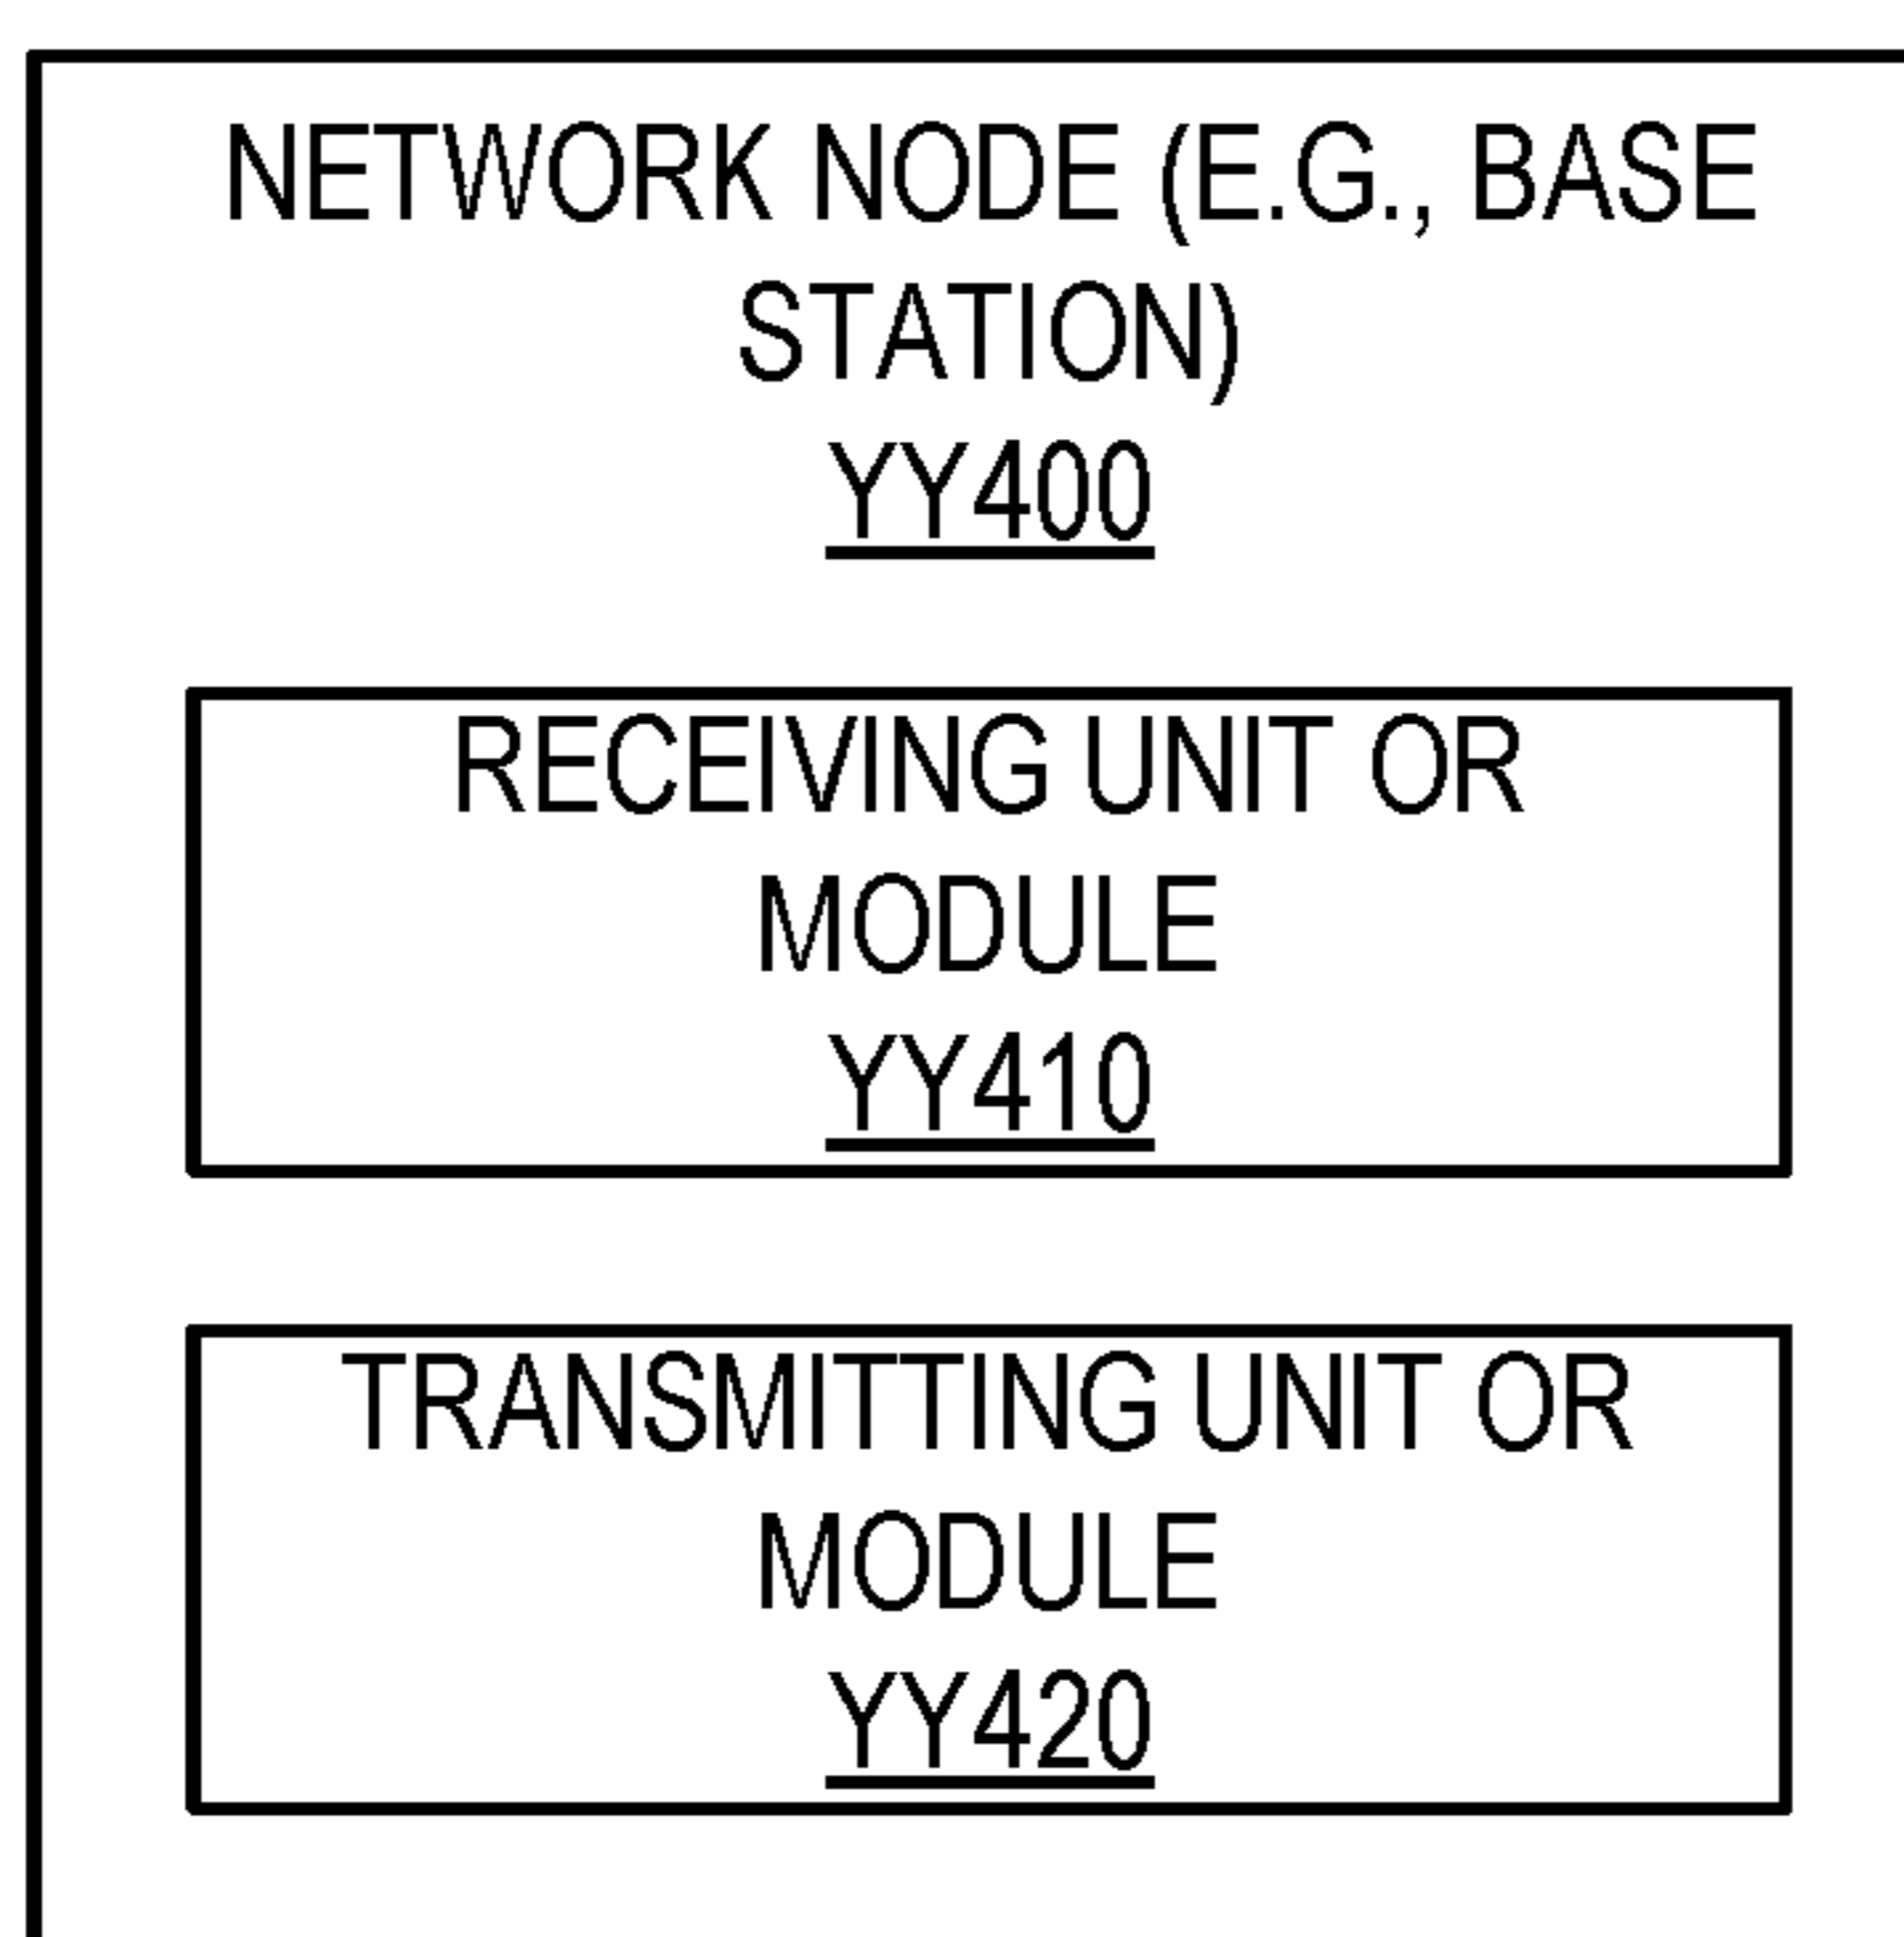 NETWORK NODE (E.G., BASE
STATION)
YY400
RECEIVING UNIT OR
MODULE
YY410
TRANSMITTING UNIT OR
MODULE
YY420